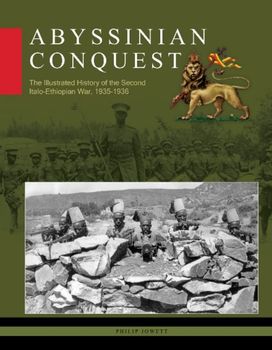 ABYSSINIAN
CONQUEST
The Illustrated History of the Second
Italo-Ethiopian War, 1935-1936
PHILIP JOWETT